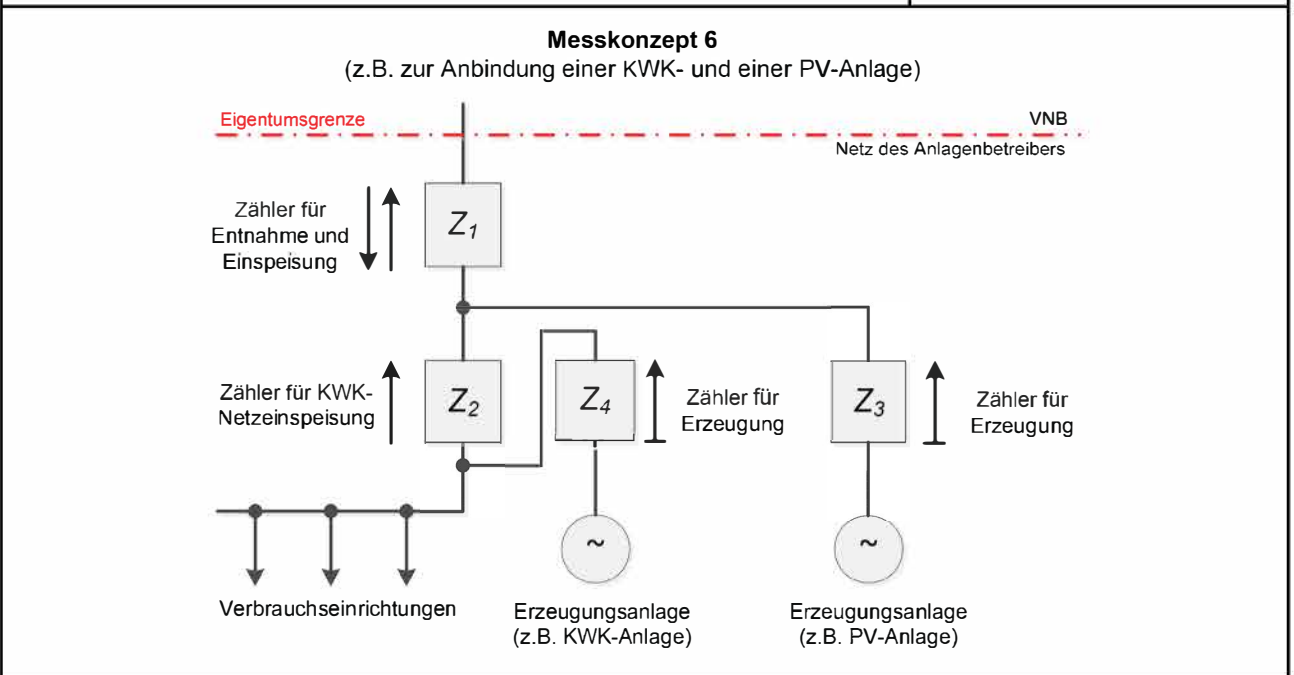 Messkonzept 6
(z.B. zur Anbindung einer KWK- und einer PV-Anlage)
Eigentumsgrenze
VNB
Netz des Anlagenbetreibers
Zähler für
Entnahme und
Einspeisung
Z1
Zähler für KWK-
Netzeinspeisung
Z2
Z4
Zähler für
Erzeugung
Z3
Zähler für
Erzeugung
~
~
Verbrauchseinrichtungen
Erzeugungsanlage
(z.B. KWK-Anlage)
Erzeugungsanlage
(z.B. PV-Anlage)